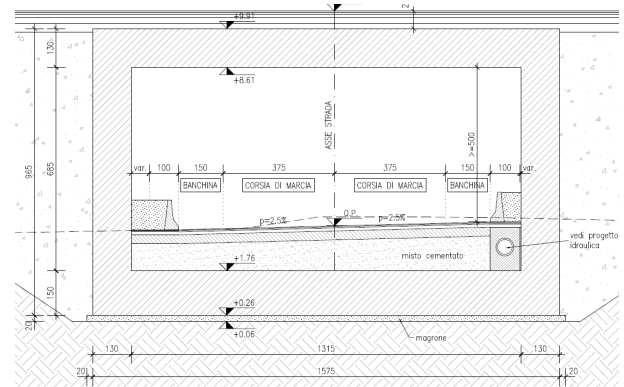 2
+9.91
130
+8.61
ASSE STRADA
>=500
965
685
var.
100
150
375
375
150
100
var.
BANCHINA
CORSIA DI MARCIA
CORSIA DI MARCIA
BANCHINA
p=2.5%
Q.P.
p=2.5%
vedi progetto
idraulica
misto cementato
+1.76
150
+0.26
20
+0.06
magrone
130
1315
130
20
1575
20